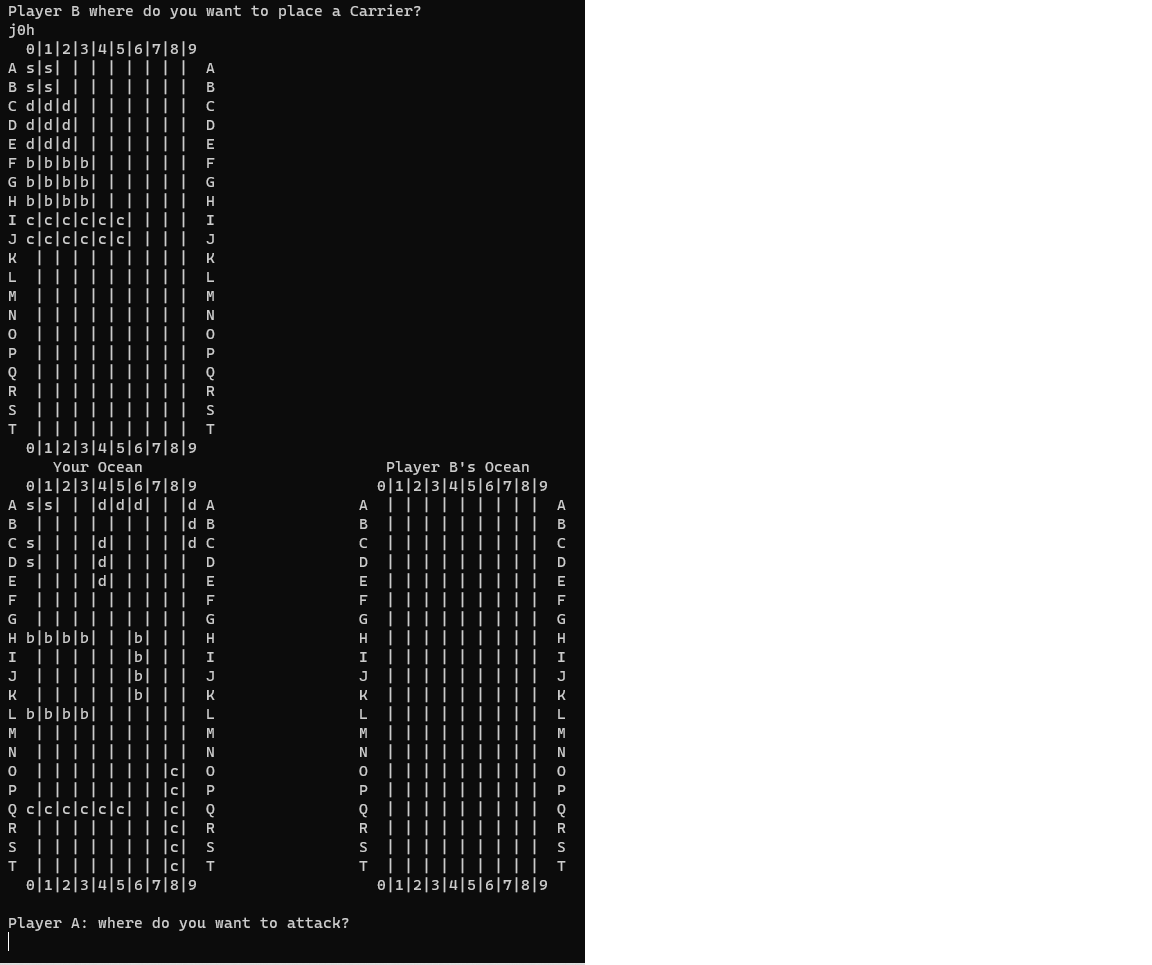 Player B where do you want to place a Carrier?
j0h
  0|1|2|3|4|5|6|7|8|9
A s|s| | | | | | | |  A
B s|s| | | | | | | |  B
C d|d|d| | | | | | |  C
D d|d|d| | | | | | |  D
E d|d|d| | | | | | |  E
F b|b|b|b| | | | | |  F
G b|b|b|b| | | | | |  G
H b|b|b|b| | | | | |  H
I c|c|c|c|c|c| | | |  I
J c|c|c|c|c|c| | | |  J
K  | | | | | | | | |  K
L  | | | | | | | | |  L
M  | | | | | | | | |  M
N  | | | | | | | | |  N
O  | | | | | | | | |  O
P  | | | | | | | | |  P
Q  | | | | | | | | |  Q
R  | | | | | | | | |  R
S  | | | | | | | | |  S
T  | | | | | | | | |  T
  0|1|2|3|4|5|6|7|8|9
     Your Ocean                           Player B's Ocean
  0|1|2|3|4|5|6|7|8|9                    0|1|2|3|4|5|6|7|8|9
A s|s| | |d|d|d| | |d A                A  | | | | | | | | |  A
B  | | | | | | | | |d B                B  | | | | | | | | |  B
C s| | | |d| | | | |d C                C  | | | | | | | | |  C
D s| | | |d| | | | |  D                D  | | | | | | | | |  D
E  | | | |d| | | | |  E                E  | | | | | | | | |  E
F  | | | | | | | | |  F                F  | | | | | | | | |  F
G  | | | | | | | | |  G                G  | | | | | | | | |  G
H b|b|b|b| | |b| | |  H                H  | | | | | | | | |  H
I  | | | | | |b| | |  I                I  | | | | | | | | |  I
J  | | | | | |b| | |  J                J  | | | | | | | | |  J
K  | | | | | |b| | |  K                K  | | | | | | | | |  K
L b|b|b|b| | | | | |  L                L  | | | | | | | | |  L
M  | | | | | | | | |  M                M  | | | | | | | | |  M
N  | | | | | | | | |  N                N  | | | | | | | | |  N
O  | | | | | | | |c|  O                O  | | | | | | | | |  O
P  | | | | | | | |c|  P                P  | | | | | | | | |  P
Q c|c|c|c|c|c| | |c|  Q                Q  | | | | | | | | |  Q
R  | | | | | | | |c|  R                R  | | | | | | | | |  R
S  | | | | | | | |c|  S                S  | | | | | | | | |  S
T  | | | | | | | |c|  T                T  | | | | | | | | |  T
  0|1|2|3|4|5|6|7|8|9                    0|1|2|3|4|5|6|7|8|9
Player A: where do you want to attack?